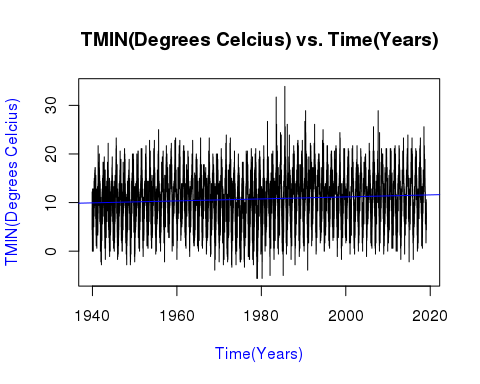 TMIN(Degrees Celcius) vs. Time(Years)
TMIN(Degrees Celcius)
30
20
10
0
1940 1960 1980 2000 2020
Time(Years)